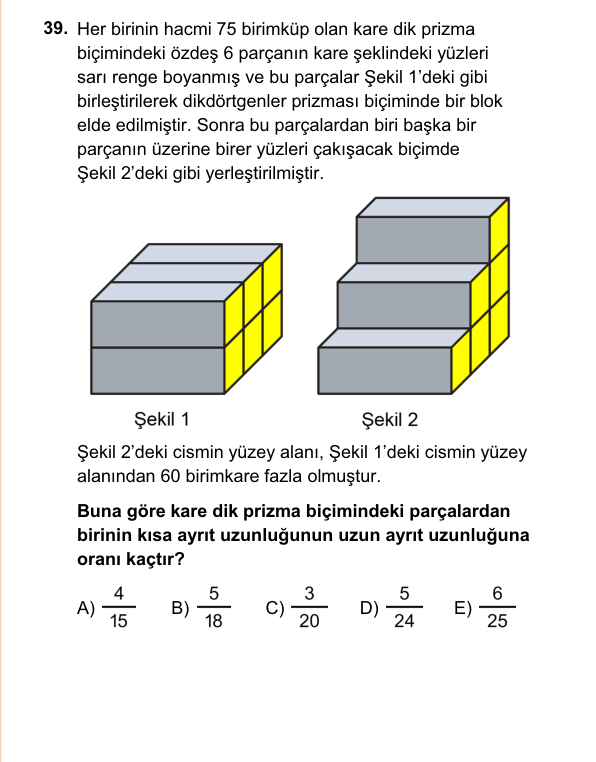 39. Her birinin hacmi 75 birimküp olan kare dik prizma
biçimindeki özdeş 6 parçanın kare şeklindeki yüzleri
sarı renge boyanmış ve bu parçalar Şekil 1’deki gibi
birleştirilerek dikdörtgenler prizması biçiminde bir blok
elde edilmiştir. Sonra bu parçalardan biri başka bir
parçanın üzerine birer yüzleri çakışacak biçimde
Şekil 2’deki gibi yerleştirilmiştir.
Şekil 1 Şekil 2
Şekil 2’deki cismin yüzey alanı, Şekil 1’deki cismin yüzey
alanından 60 birimkare fazla olmuştur.
Buna göre kare dik prizma biçimindeki parçalardan
birinin kısa ayrıt uzunluğunun uzun ayrıt uzunluğuna
oranı kaçtır?
A) 4/15 B) 5/18 C) 3/20 D) 5/24 E) 6/25